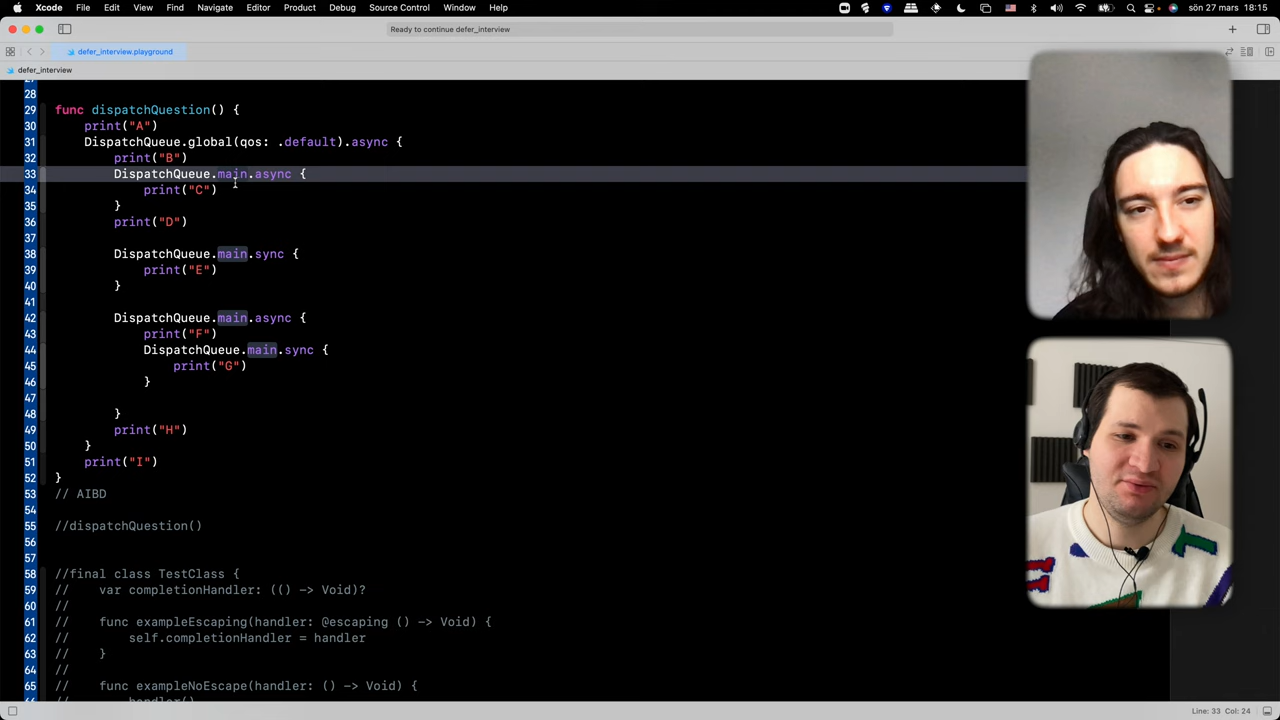 Xcode File Edit View Find Navigate Editor Product Debug Source Control Window Help sön 27 mars 18:15
Ready to continue defer_interview
defer_interview.playground
defer_interview
27
28
29 func dispatchQuestion() {
30 print("A")
31 DispatchQueue.global(qos: .default).async {
32 print("B")
33 DispatchQueue.main.async {
34 print("C")
35 }
36 print("D")
37
38 DispatchQueue.main.sync {
39 print("E")
40 }
41
42 DispatchQueue.main.async {
43 print("F")
44 DispatchQueue.main.sync {
45 print("G")
46 }
47
48 }
49 print("H")
50 }
51 print("I")
52 }
53 // AIBD
54
55 //dispatchQuestion()
56
57
58 //final class TestClass {
59 // var completionHandler: (() -> Void)?
60 //
61 // func exampleEscaping(handler: @escaping () -> Void) {
62 // self.completionHandler = handler
63 // }
64 //
65 // func exampleNoEscape(handler: () -> Void) {
66 // handler()
Line: 33 Col: 24